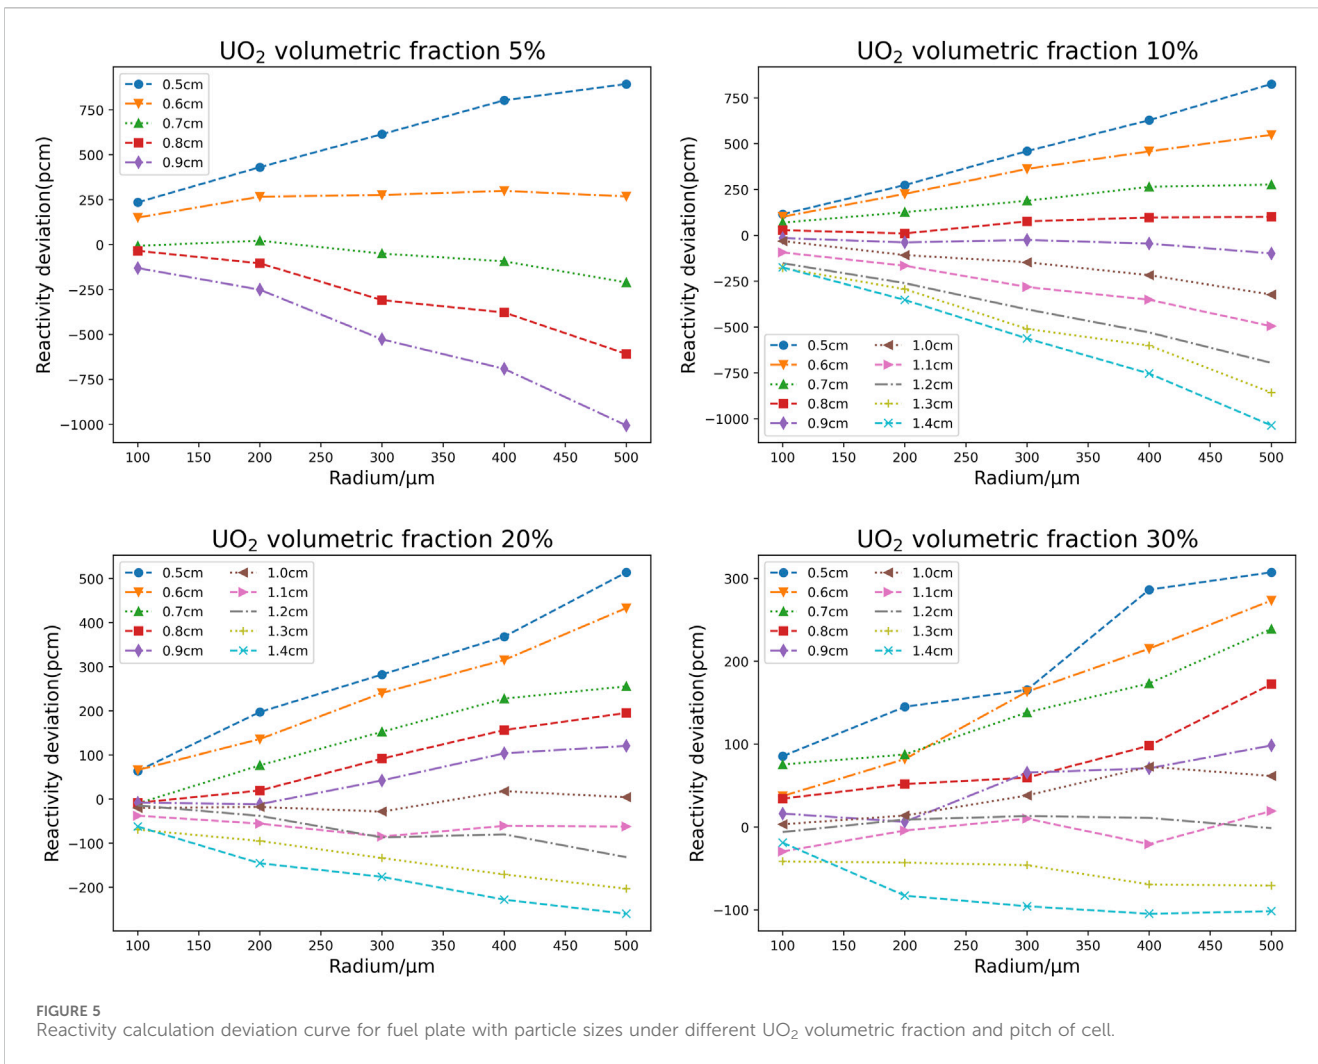 UO₂ volumetric fraction 5%
Reactivity deviation(pcm)
750
500
250
0
−250
−500
−750
−1000
0.5cm
0.6cm
0.7cm
0.8cm
0.9cm
100 150 200 250 300 350 400 450 500
Radium/μm
UO₂ volumetric fraction 10%
Reactivity deviation(pcm)
750
500
250
0
−250
−500
−750
−1000
0.5cm 1.0cm
0.6cm 1.1cm
0.7cm 1.2cm
0.8cm 1.3cm
0.9cm 1.4cm
100 150 200 250 300 350 400 450 500
Radium/μm
UO₂ volumetric fraction 20%
Reactivity deviation(pcm)
500
400
300
200
100
0
−100
−200
0.5cm 1.0cm
0.6cm 1.1cm
0.7cm 1.2cm
0.8cm 1.3cm
0.9cm 1.4cm
100 150 200 250 300 350 400 450 500
Radium/μm
UO₂ volumetric fraction 30%
Reactivity deviation(pcm)
300
200
100
0
−100
0.5cm 1.0cm
0.6cm 1.1cm
0.7cm 1.2cm
0.8cm 1.3cm
0.9cm 1.4cm
100 150 200 250 300 350 400 450 500
Radium/μm
FIGURE 5
Reactivity calculation deviation curve for fuel plate with particle sizes under different UO₂ volumetric fraction and pitch of cell.